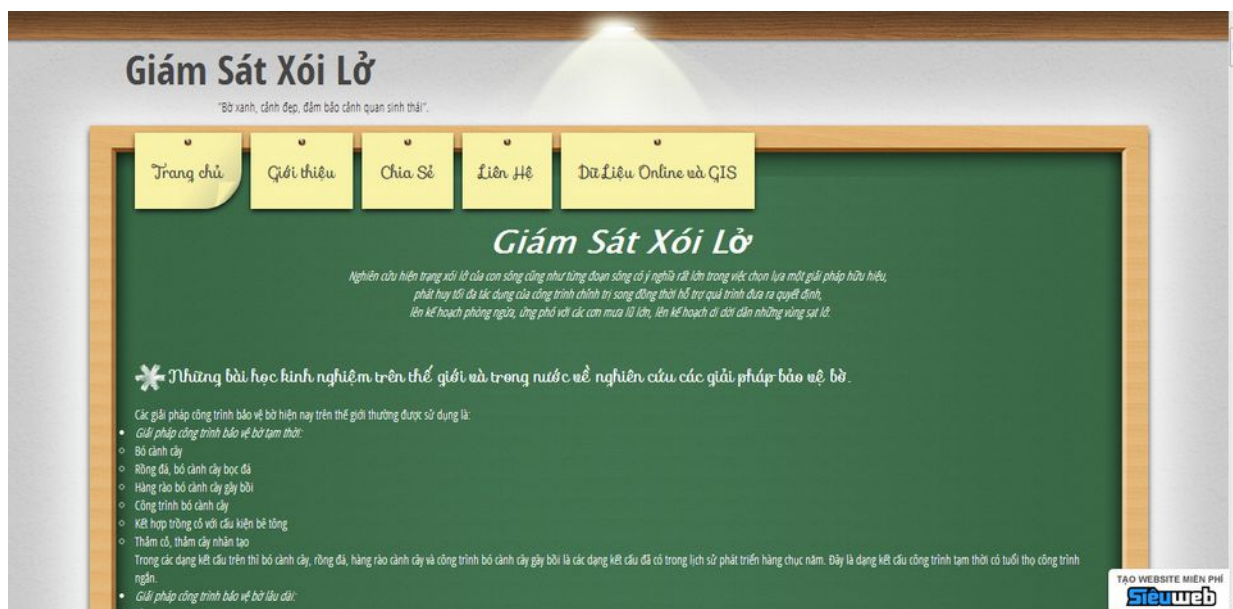 Giám Sát Xói Lở
"Bờ xanh, cảnh đẹp, đảm bảo cảnh quan sinh thái".
Trang chủ
Giới thiệu
Chia Sẻ
Liên Hệ
Dữ Liệu Online và GIS
Giám Sát Xói Lở
Nghiên cứu hiện trạng xói lở của con sông cũng như từng đoạn sông có ý nghĩa rất lớn trong việc chọn lựa một giải pháp hữu hiệu,
phát huy tối đa tác dụng của công trình chỉnh trị song đồng thời hỗ trợ quá trình đưa ra quyết định,
lên kế hoạch phòng ngừa, ứng phó với các cơn mưa lũ lớn, lên kế hoạch di dời dân những vùng sạt lở.
Những bài học kinh nghiệm trên thế giới và trong nước về nghiên cứu các giải pháp bảo vệ bờ.
Các giải pháp công trình bảo vệ bờ hiện nay trên thế giới thường được sử dụng là:
Giải pháp công trình bảo vệ bờ tạm thời:
Bó cành cây
Rồng đá, bó cành cây bọc đá
Hàng rào bó cành cây gây bồi
Công trình bó cành cây
Kết hợp trồng cỏ với cấu kiện bê tông
Thảm cỏ, thảm cây nhân tạo
Trong các dạng kết cấu trên thì bó cành cây, rồng đá, hàng rào cành cây và công trình bó cành cây gây bồi là các dạng kết cấu đã có trong lịch sử phát triển hàng chục năm. Đây là dạng kết cấu công trình tạm thời có tuổi thọ công trình
ngắn.
Giải pháp công trình bảo vệ bờ lâu dài:
TẠO WEBSITE MIỄN PHÍ
Siêuweb